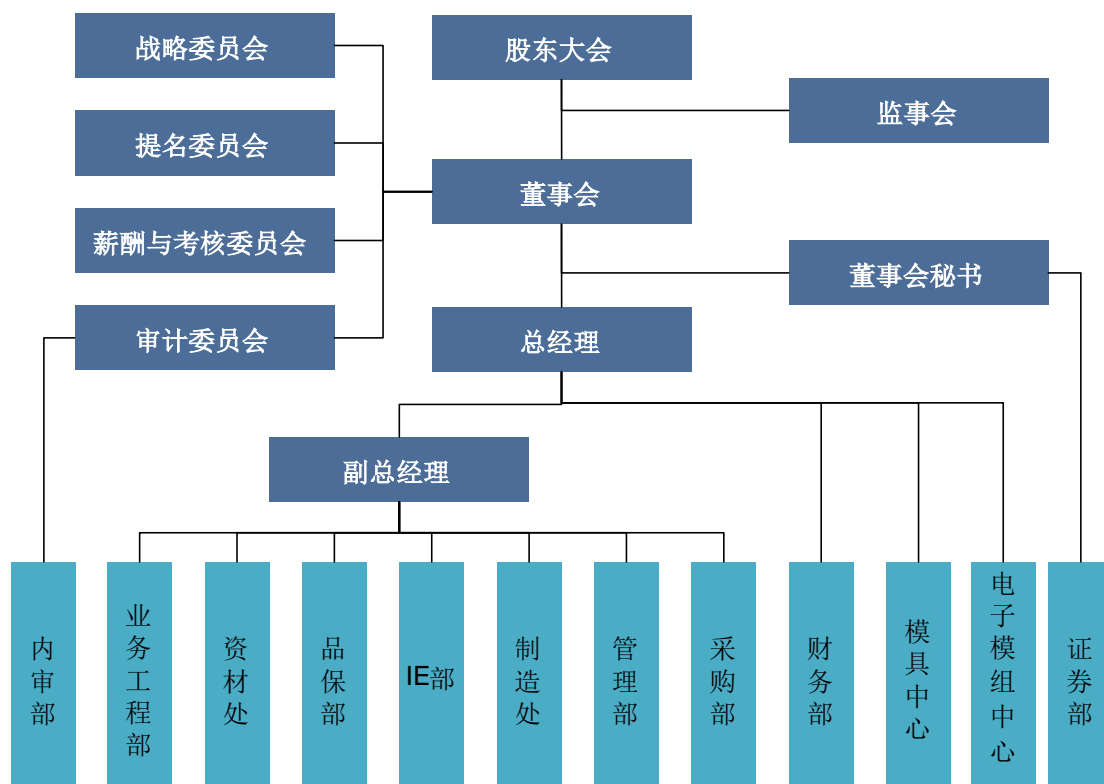 战略委员会
股东大会
监事会
提名委员会
董事会
薪酬与考核委员会
董事会秘书
审计委员会
总经理
副总经理
内审部
业务工程部
资材处
品保部
IE部
制造处
管理部
采购部
财务部
模具中心
电子模组中心
证券部